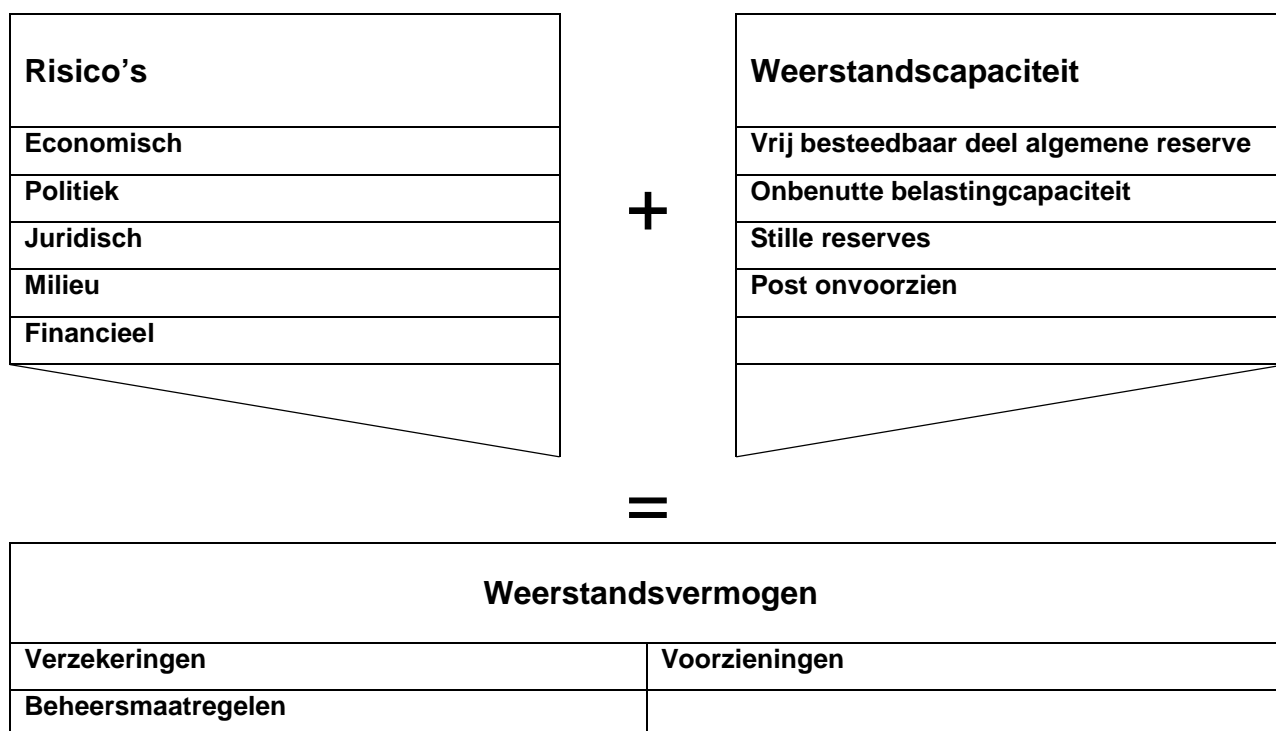 Risico’s
Economisch
Politiek
Juridisch
Milieu
Financieel
+
Weerstandscapaciteit
Vrij besteedbaar deel algemene reserve
Onbenutte belastingcapaciteit
Stille reserves
Post onvoorzien
=
Weerstandsvermogen
Verzekeringen
Voorzieningen
Beheersmaatregelen